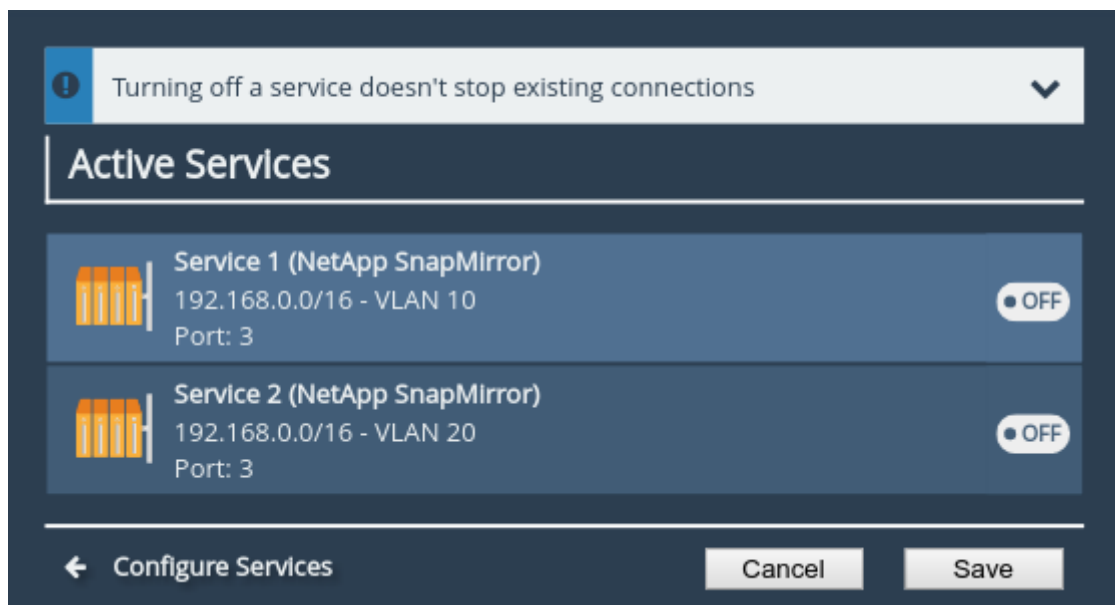 Turning off a service doesn't stop existing connections
Active Services
Service 1 (NetApp SnapMirror)
192.168.0.0/16 - VLAN 10
Port: 3
OFF
Service 2 (NetApp SnapMirror)
192.168.0.0/16 - VLAN 20
Port: 3
OFF
Configure Services
Cancel
Save